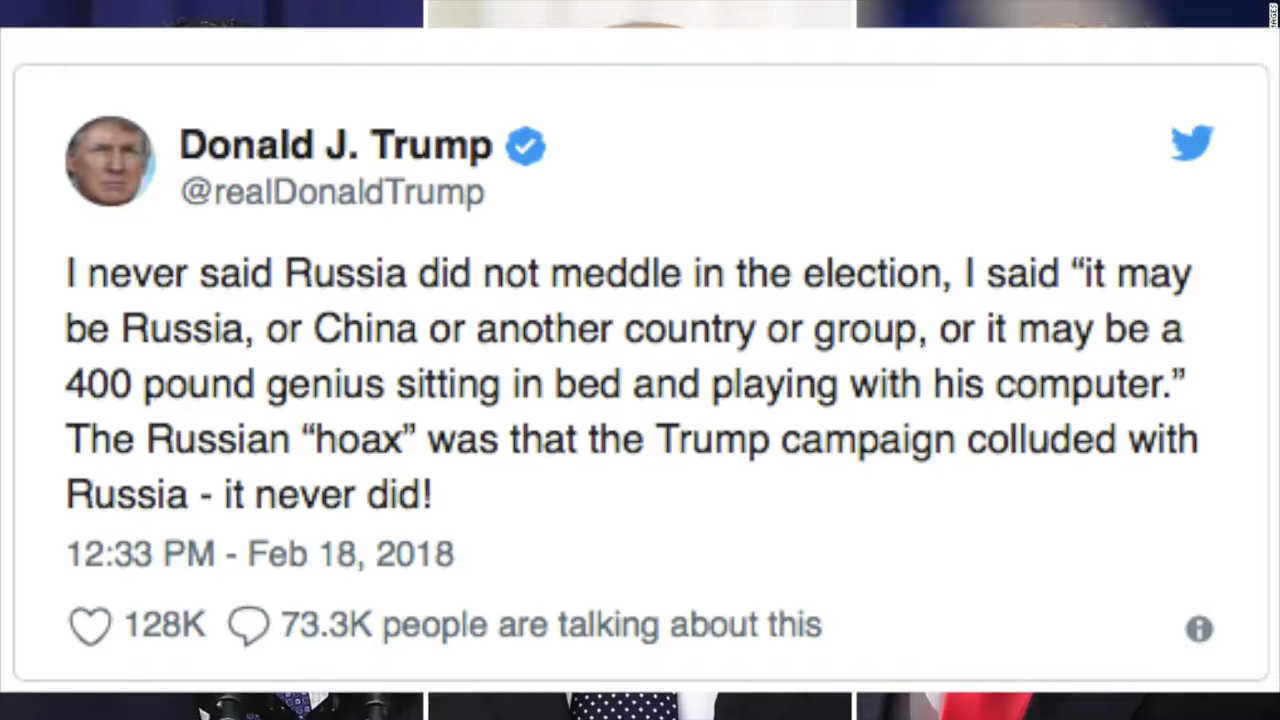 AGES
Donald J. Trump
@realDonaldTrump
I never said Russia did not meddle in the election, I said “it may
be Russia, or China or another country or group, or it may be a
400 pound genius sitting in bed and playing with his computer.”
The Russian “hoax” was that the Trump campaign colluded with
Russia - it never did!
12:33 PM - Feb 18, 2018
128K 73.3K people are talking about this